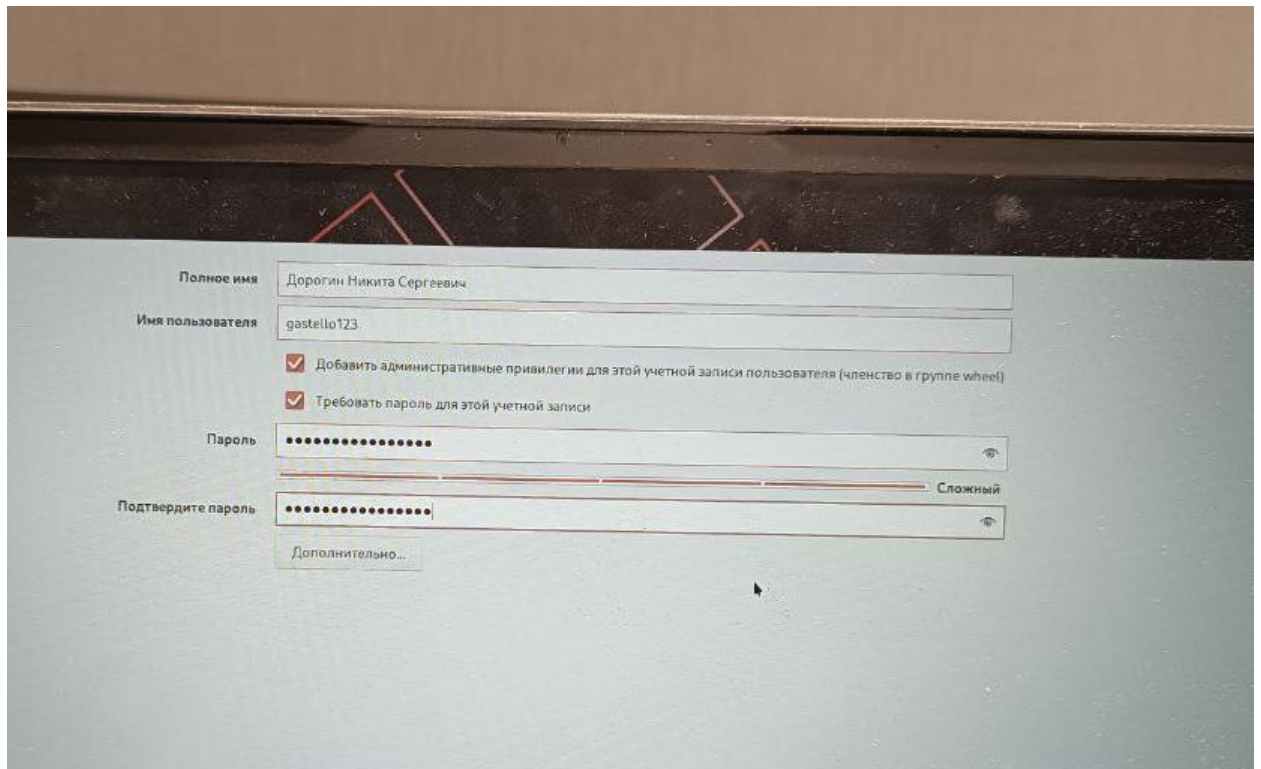 Полное имя Дорогин Никита Сергеевич
Имя пользователя gastello123
Добавить административные привилегии для этой учетной записи пользователя (членство в группе wheel)
Требовать пароль для этой учетной записи
Пароль ••••••••••••••••
Сложный
Подтвердите пароль ••••••••••••••••
Дополнительно...